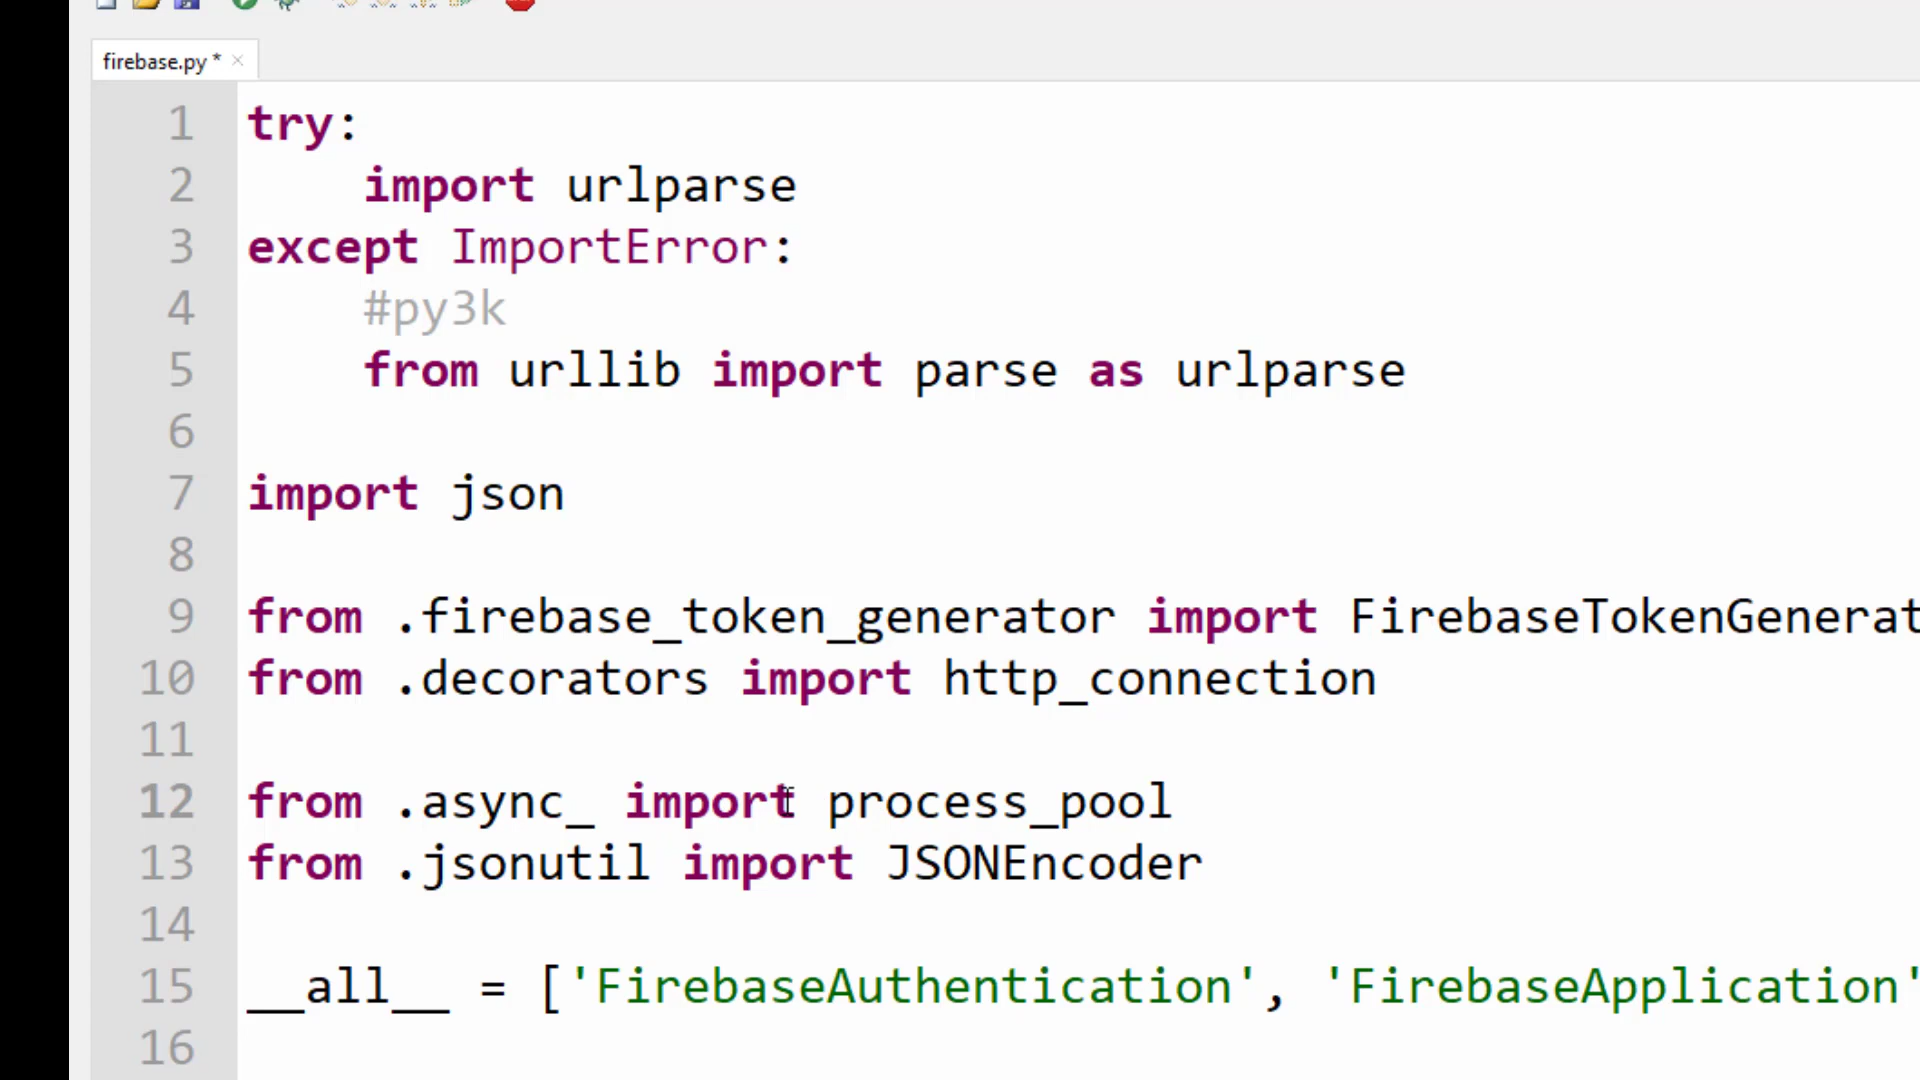 firebase.py *
1 try:
2 import urlparse
3 except ImportError:
4 #py3k
5 from urllib import parse as urlparse
6
7 import json
8
9 from .firebase_token_generator import FirebaseTokenGenerat
10 from .decorators import http_connection
11
12 from .async_ import process_pool
13 from .jsonutil import JSONEncoder
14
15 __all__ = ['FirebaseAuthentication', 'FirebaseApplication'
16